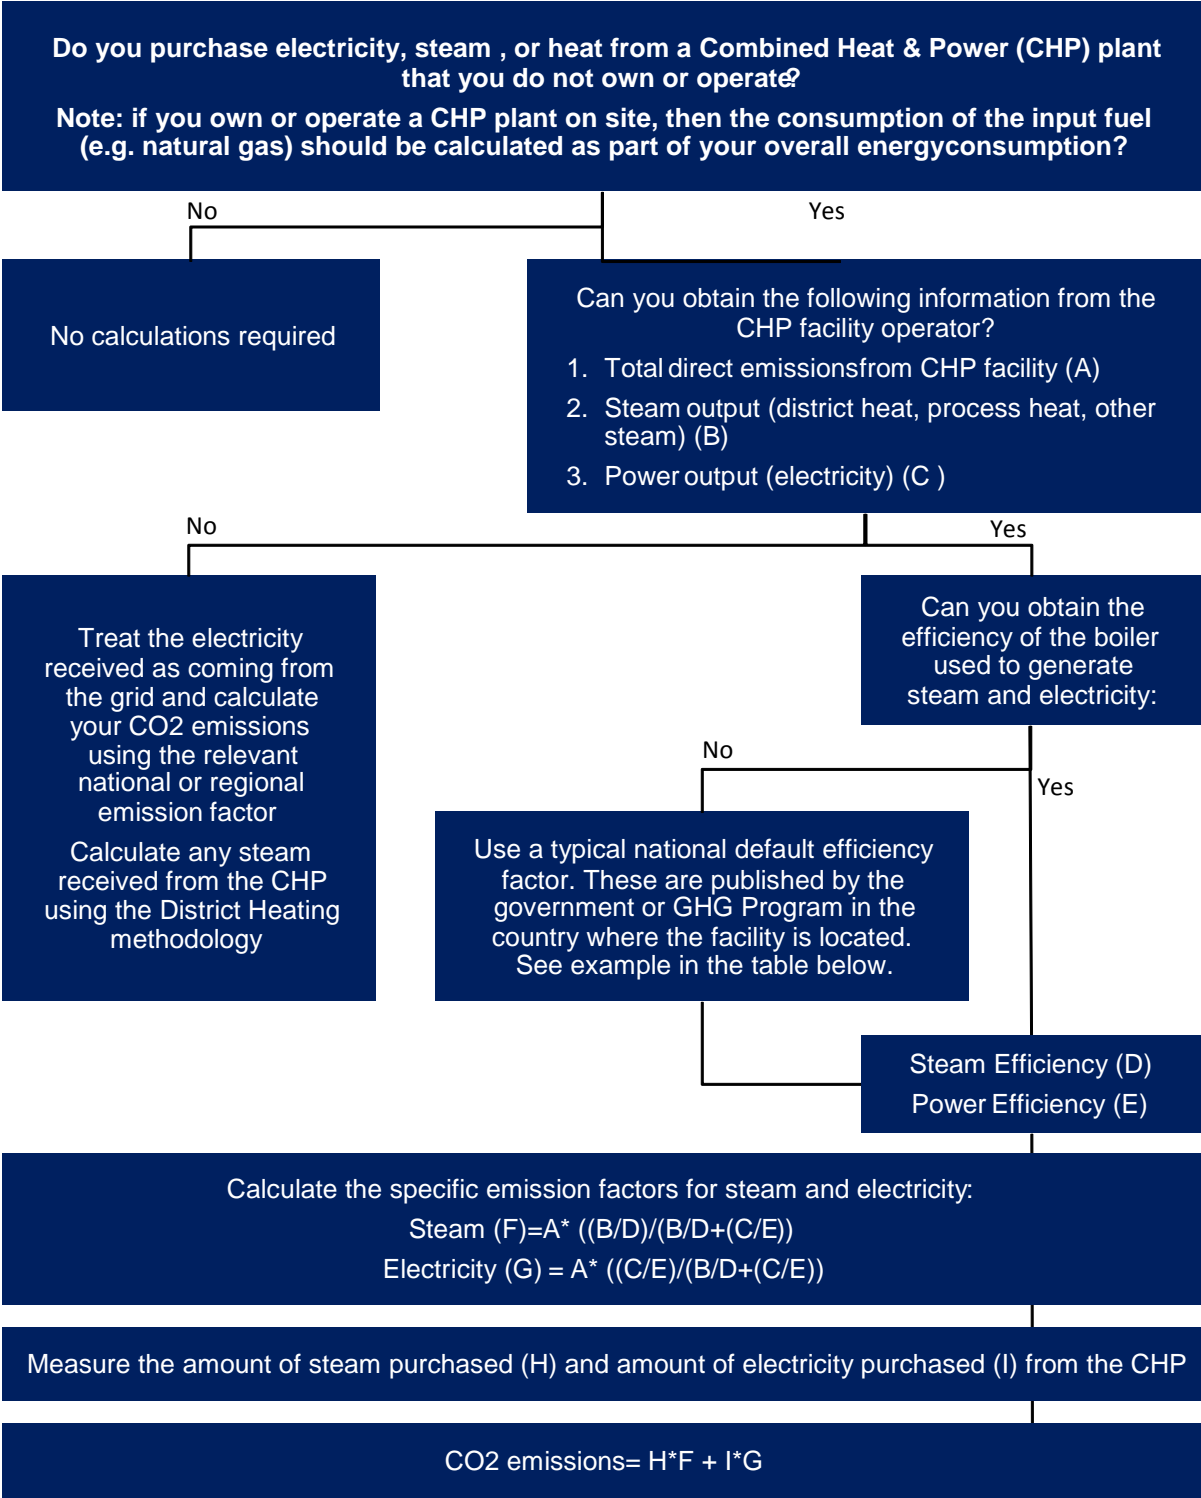 Do you purchase electricity, steam , or heat from a Combined Heat & Power (CHP) plant
that you do not own or operate?
Note: if you own or operate a CHP plant on site, then the consumption of the input fuel
(e.g. natural gas) should be calculated as part of your overall energyconsumption?
No
Yes
No calculations required
Can you obtain the following information from the
CHP facility operator?
1. Total direct emissionsfrom CHP facility (A)
2. Steam output (district heat, process heat, other
steam) (B)
3. Power output (electricity) (C )
No
Yes
Treat the electricity
received as coming from
the grid and calculate
your CO2 emissions
using the relevant
national or regional
emission factor
Calculate any steam
received from the CHP
using the District Heating
methodology
Can you obtain the
efficiency of the boiler
used to generate
steam and electricity:
No
Yes
Use a typical national default efficiency
factor. These are published by the
government or GHG Program in the
country where the facility is located.
See example in the table below.
Steam Efficiency (D)
Power Efficiency (E)
Calculate the specific emission factors for steam and electricity:
Steam (F)=A* ((B/D)/(B/D+(C/E))
Electricity (G) = A* ((C/E)/(B/D+(C/E))
Measure the amount of steam purchased (H) and amount of electricity purchased (I) from the CHP
CO2 emissions= H*F + I*G